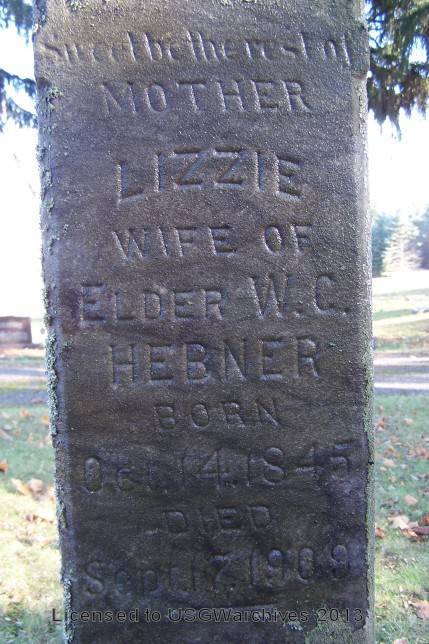 Sweet be the rest of
MOTHER
LIZZIE
WIFE OF
ELDER W.C.
HEBNER
BORN
Oct. 14, 1845
DIED
Sept. 17, 1909
Licensed to USGWarchives 2013